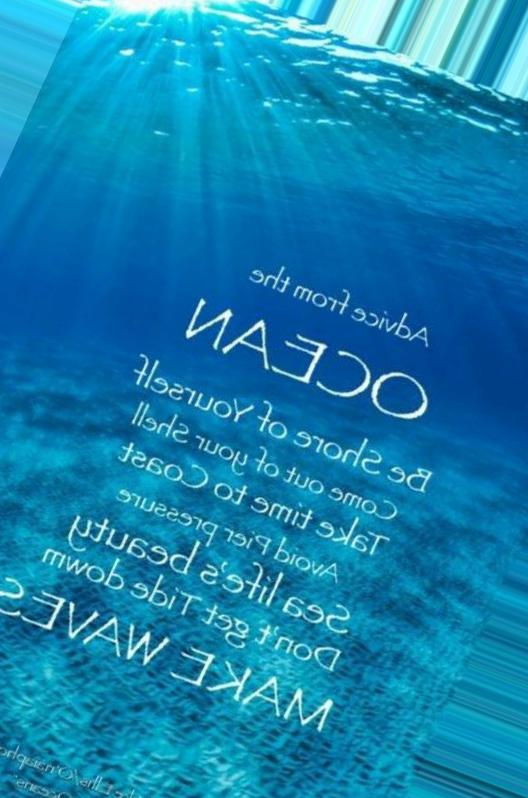 Advice from the
OCEAN
Be Shore of Yourself
Come out of your Shell
Take time to Coast
Avoid Pier pressure
Sea life's beauty
Don't get Tide down
MAKE WAVES